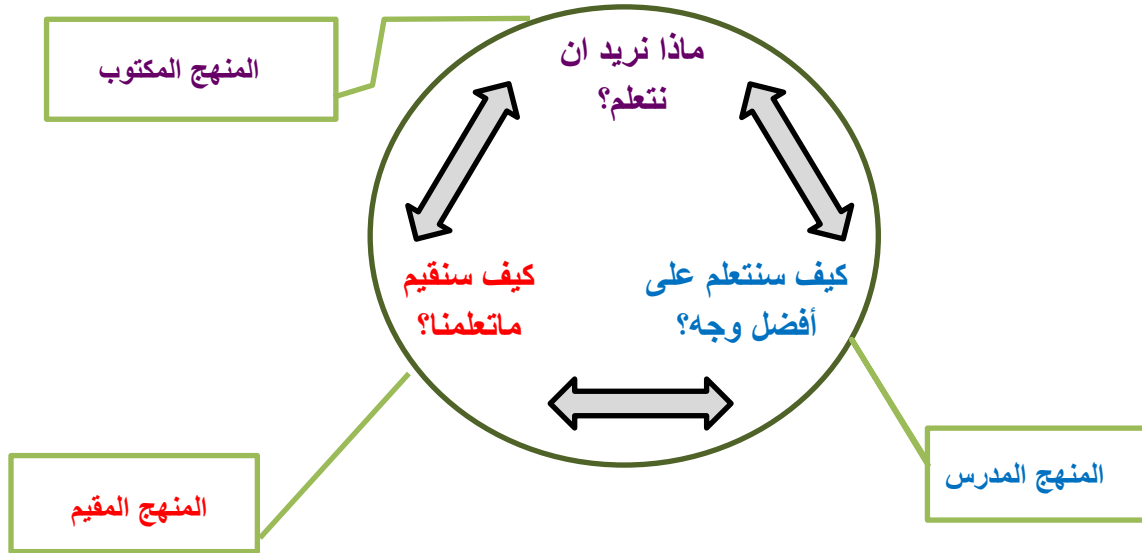 ماذا نريد ان
نتعلم؟
المنهج المكتوب
كيف سنتعلم على
أفضل وجه؟
كيف سنقيم
ماتعلمنا؟
المنهج المدرس
المنهج المقيم